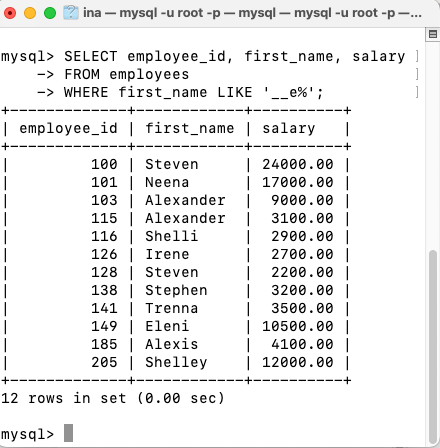 ina — mysql -u root -p — mysql — mysql -u root -p —...
mysql> SELECT employee_id, first_name, salary ]
    -> FROM employees ]
    -> WHERE first_name LIKE '__e%'; ]
+-------------+------------+----------+
| employee_id | first_name | salary   |
+-------------+------------+----------+
|         100 | Steven     | 24000.00 |
|         101 | Neena      | 17000.00 |
|         103 | Alexander  |  9000.00 |
|         115 | Alexander  |  3100.00 |
|         116 | Shelli     |  2900.00 |
|         126 | Irene      |  2700.00 |
|         128 | Steven     |  2200.00 |
|         138 | Stephen    |  3200.00 |
|         141 | Trenna     |  3500.00 |
|         149 | Eleni      | 10500.00 |
|         185 | Alexis     |  4100.00 |
|         205 | Shelley    | 12000.00 |
+-------------+------------+----------+
12 rows in set (0.00 sec)
mysql>